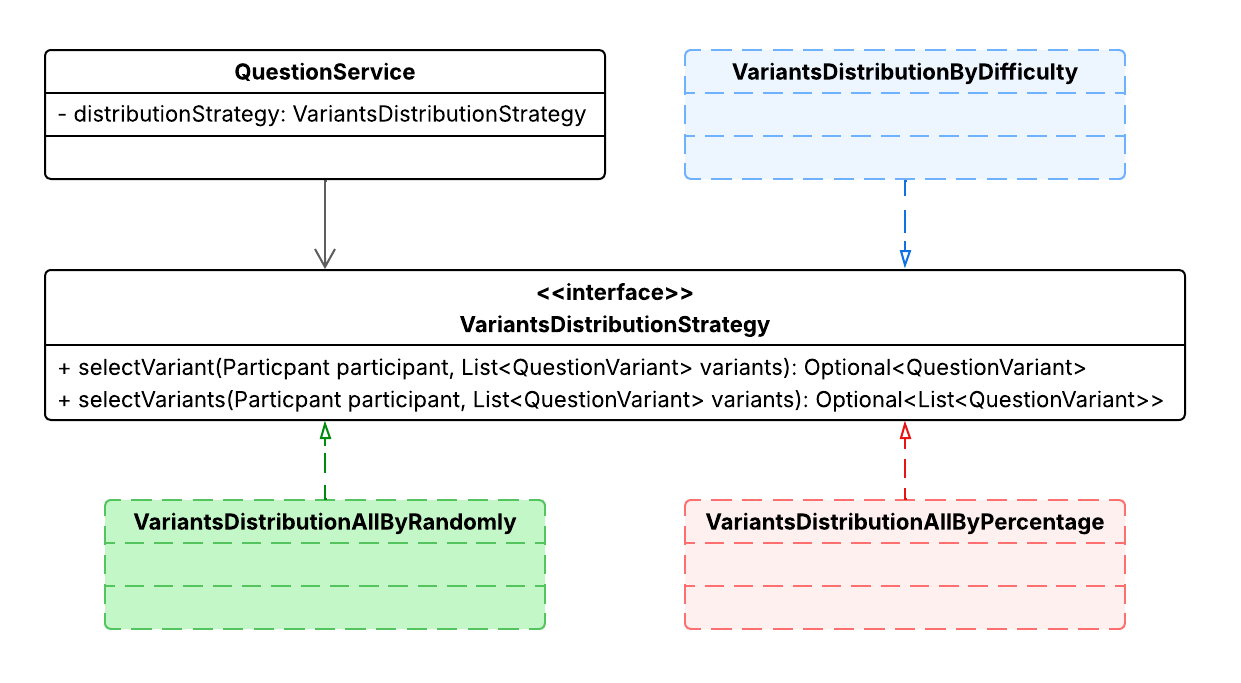 QuestionService
- distributionStrategy: VariantsDistributionStrategy
VariantsDistributionByDifficulty
<<interface>>
VariantsDistributionStrategy
+ selectVariant(Particpant participant, List<QuestionVariant> variants): Optional<QuestionVariant>
+ selectVariants(Particpant participant, List<QuestionVariant> variants): Optional<List<QuestionVariant>>
VariantsDistributionAllByRandomly
VariantsDistributionAllByPercentage